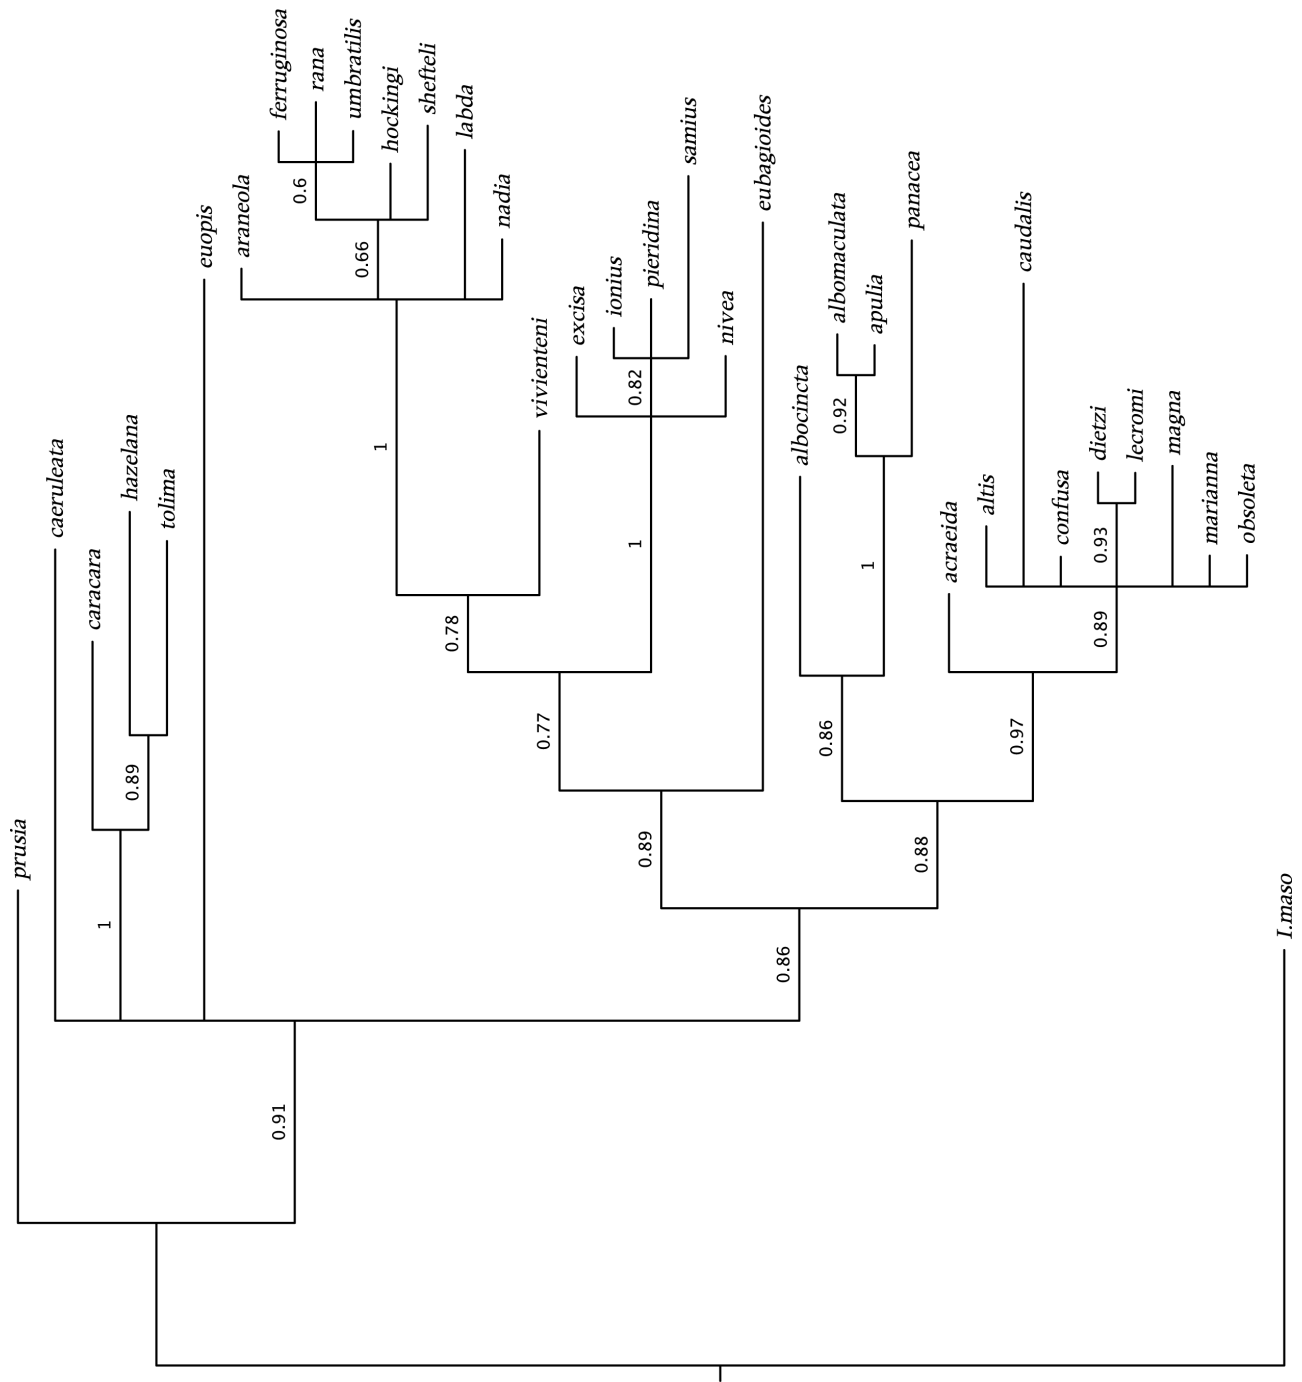 prusia
caeruleata
caracara
hazelana
tolima
euopis
araneola
ferruginosa
rana
umbratilis
hockingi
shefteli
labda
nadia
vivienteni
excisa
ionius
pieridina
samius
nivea
eubagioides
albocincta
albomaculata
apulia
panacea
acraeida
altis
caudalis
confusa
dietzi
lecromi
magna
marianna
obsoleta
I.maso
1
0.89
0.91
0.6
0.66
1
0.78
0.82
1
0.77
0.89
0.86
0.92
1
0.86
0.88
0.97
0.93
0.89